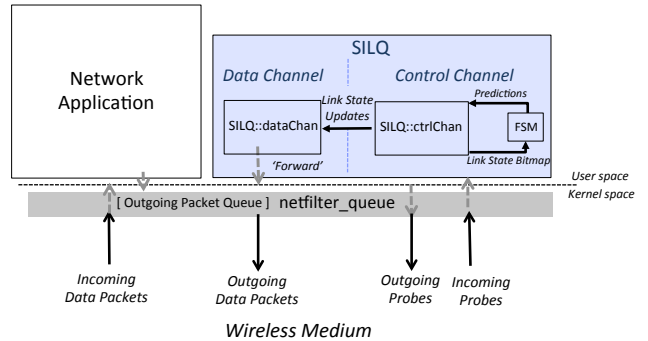 SILQ
Network
Application
Data Channel
Control Channel
SILQ::dataChan
Link State
Updates
SILQ::ctrlChan
Predictions
FSM
Link State Bitmap
‘Forward’
User space
Kernel space
[ Outgoing Packet Queue ] netfilter_queue
Incoming
Data Packets
Outgoing
Data Packets
Outgoing
Probes
Incoming
Probes
Wireless Medium